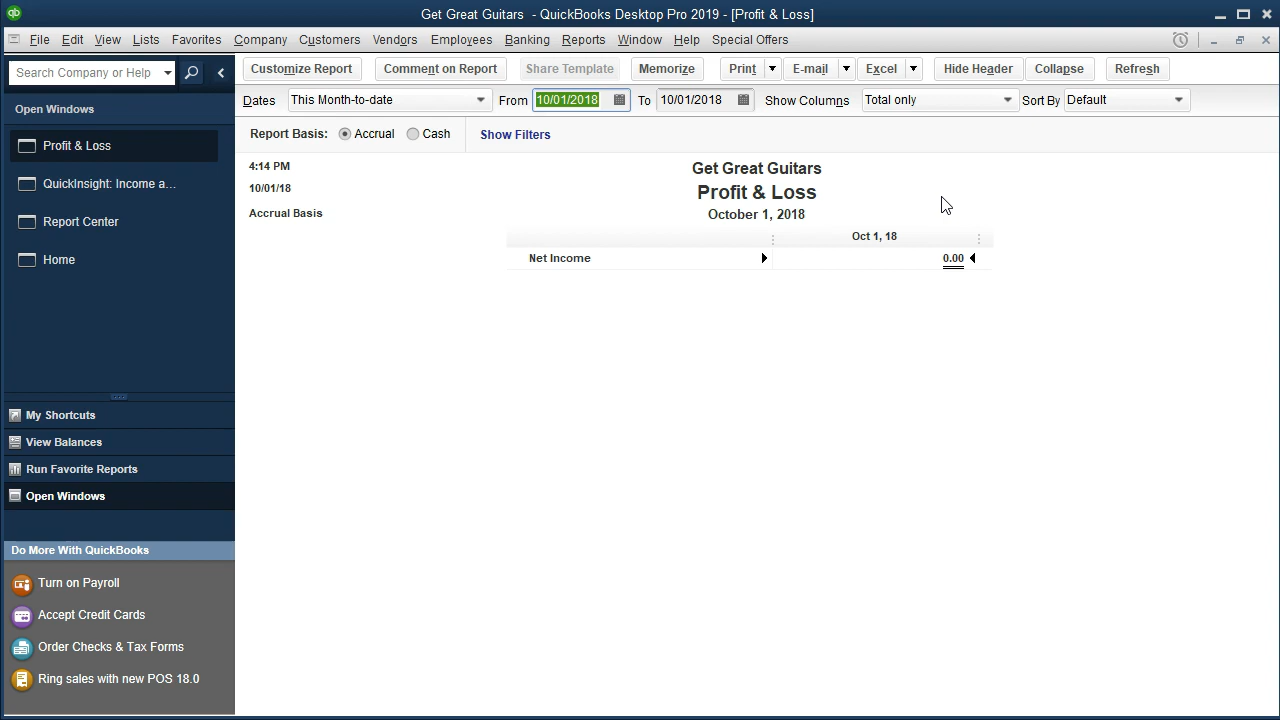 qb
Get Great Guitars - QuickBooks Desktop Pro 2019 - [Profit & Loss]
File Edit View Lists Favorites Company Customers Vendors Employees Banking Reports Window Help Special Offers
Search Company or Help
Customize Report Comment on Report Share Template Memorize Print E-mail Excel Hide Header Collapse Refresh
Dates This Month-to-date From 10/01/2018 To 10/01/2018 Show Columns Total only Sort By Default
Open Windows
Report Basis: Accrual Cash Show Filters
Profit & Loss
QuickInsight: Income a...
Report Center
Home
4:14 PM
10/01/18
Accrual Basis
Get Great Guitars
Profit & Loss
October 1, 2018
Oct 1, 18
Net Income 0.00
My Shortcuts
View Balances
Run Favorite Reports
Open Windows
Do More With QuickBooks
Turn on Payroll
Accept Credit Cards
Order Checks & Tax Forms
Ring sales with new POS 18.0